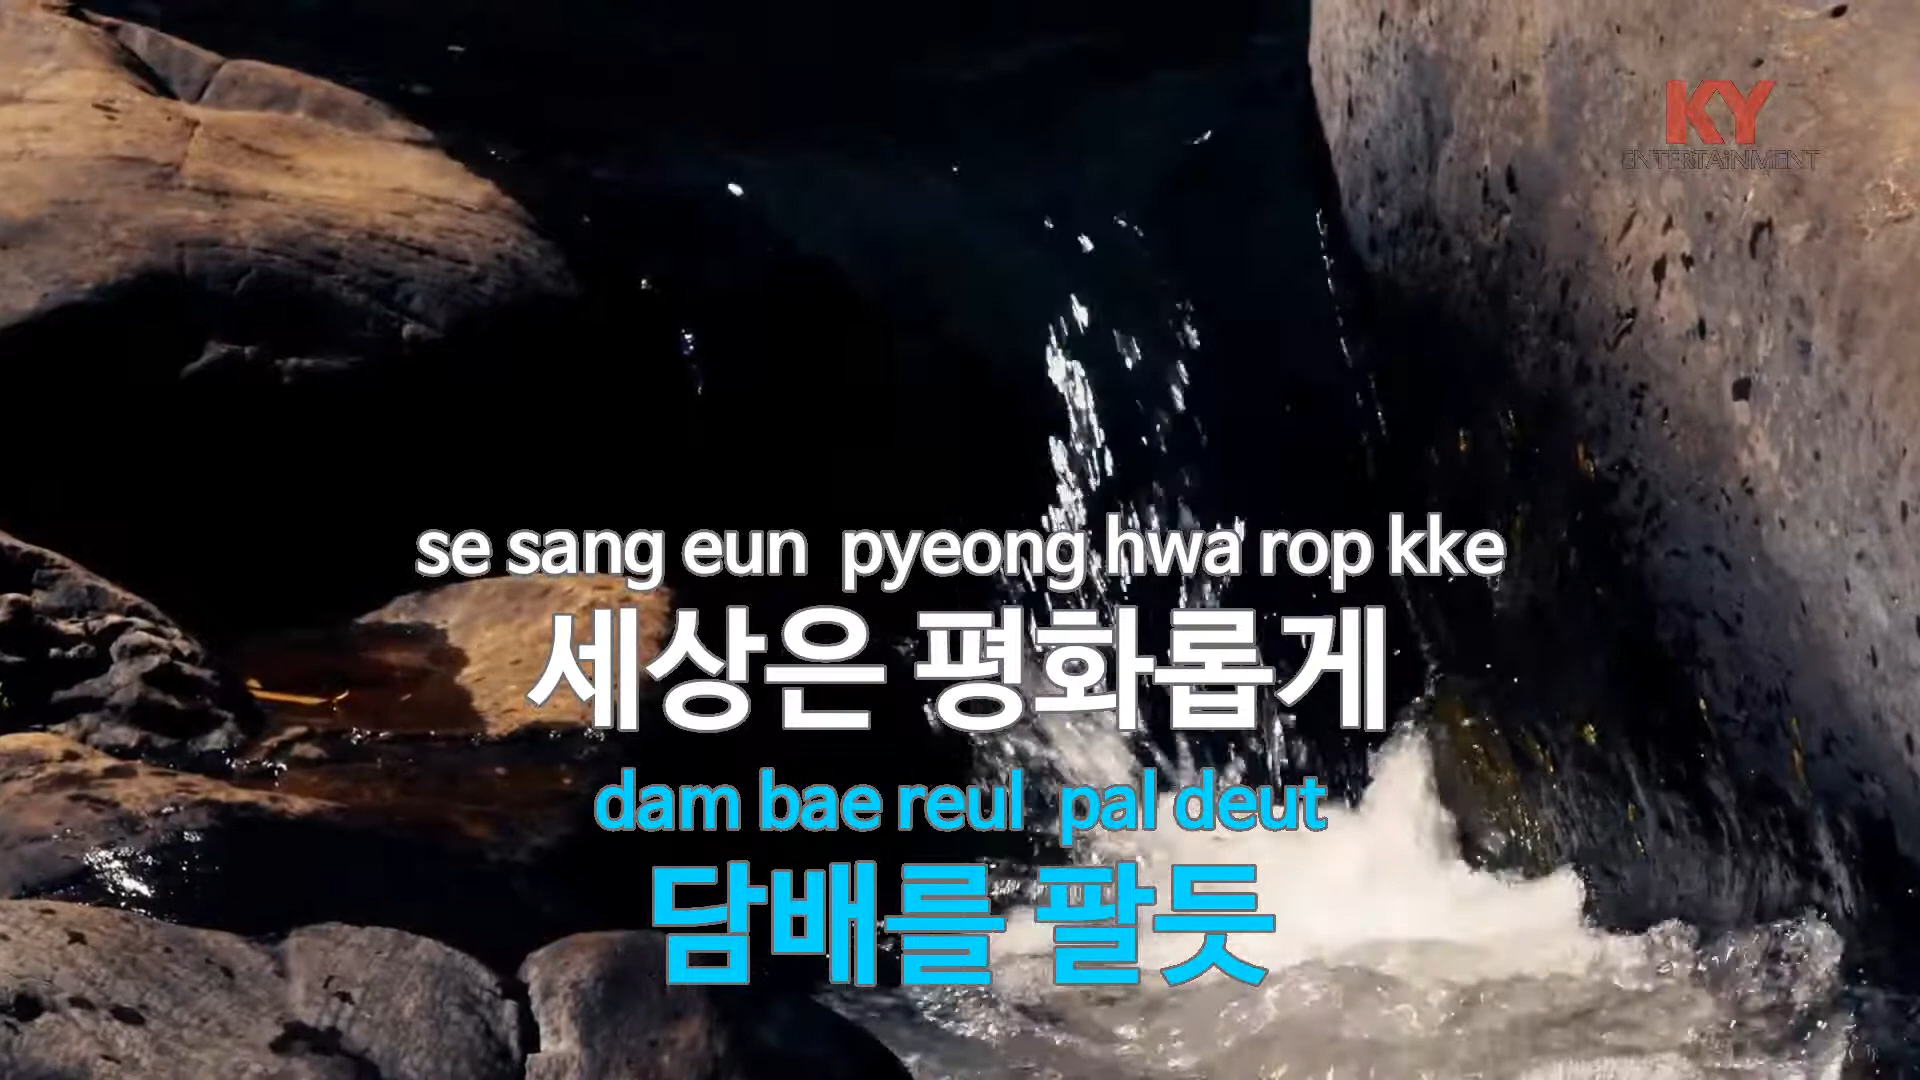 KY
ENTERTAINMENT
se sang eun pyeong hwa rop kke
세상은 평화롭게
dam bae reul pal deut
담배를 팔듯